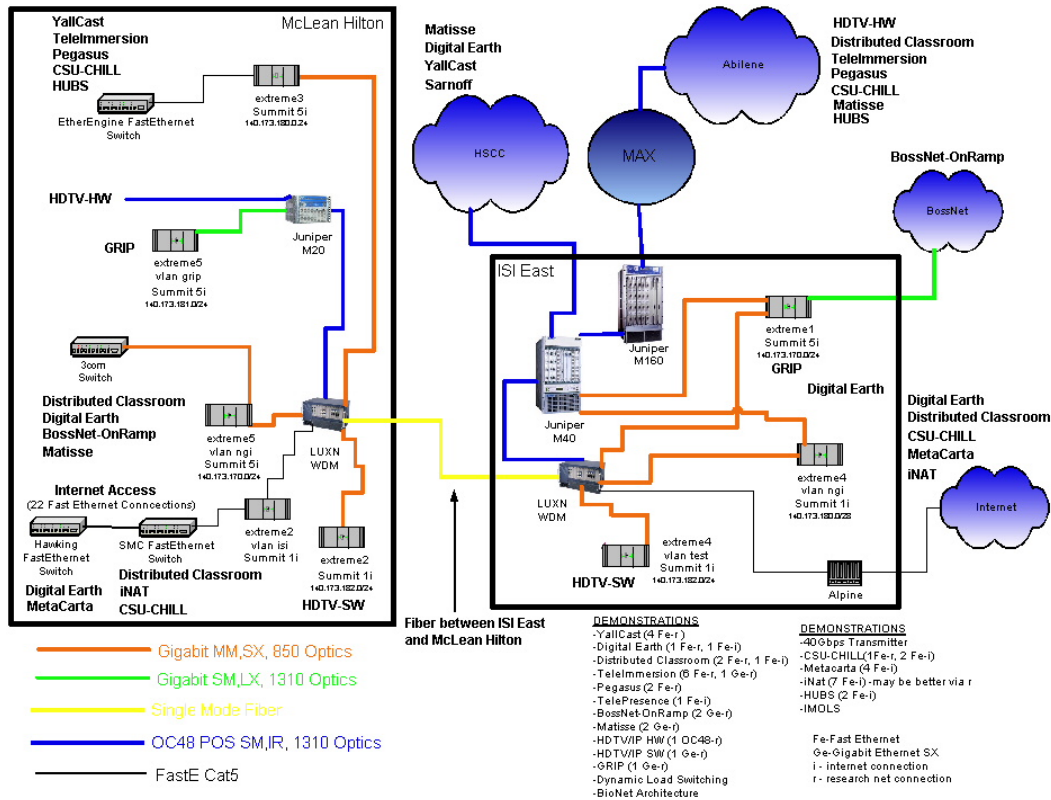 McLean Hilton
YallCast
TeleImmersion
Pegasus
CSU-CHILL
HUBS
EtherEngine FastEthernet
Switch
extreme3
Summit 5i
140.173.180.0.24
HDTV-HW
Juniper
M20
GRIP
extreme5
vlan grip
Summit 5i
140.173.181.0/24
3com
Switch
Distributed Classroom
Digital Earth
BossNet-OnRamp
Matisse
extreme5
vlan ngi
Summit 5i
140.173.170.0/24
LUXN
WDM
Internet Access
(22 Fast Ethernet Conncections)
Hawking
FastEthernet
Switch
SMC FastEthernet
Switch
extreme2
vlan isi
Summit 1i
extreme2
Summit 1i
140.173.182.0/24
HDTV-SW
Digital Earth
MetaCarta
Distributed Classroom
iNAT
CSU-CHILL
Matisse
Digital Earth
YallCast
Sarnoff
HSCC
MAX
Abilene
HDTV-HW
Distributed Classroom
TeleImmersion
Pegasus
CSU-CHILL
Matisse
HUBS
BossNet-OnRamp
BossNet
ISI East
Juniper
M160
Juniper
M40
extreme1
Summit 5i
140.173.170.0/24
GRIP
Digital Earth
LUXN
WDM
extreme4
vlan ngi
Summit 1i
140.173.180.0/28
extreme4
vlan test
Summit 1i
140.173.182.0/24
HDTV-SW
Alpine
Digital Earth
Distributed Classroom
CSU-CHILL
MetaCarta
iNAT
Internet
Fiber between ISI East
and McLean Hilton
Gigabit MM,SX, 850 Optics
Gigabit SM,LX, 1310 Optics
Single Mode Fiber
OC48 POS SM,IR, 1310 Optics
FastE Cat5
DEMONSTRATIONS
-YallCast (4 Fe-r )
-Digital Earth (1 Fe-r, 1 Fe-i)
-Distributed Classroom (2 Fe-r, 1 Fe-i)
-TeleImmersion (6 Fe-r, 1 Ge-r)
-Pegasus (2 Fe-r)
-TelePresence (1 Fe-i)
-BossNet-OnRamp (2 Ge-r)
-Matisse (2 Ge-r)
-HDTV/IP HW (1 OC48-r)
-HDTV/IP SW (1 Ge-r)
-GRIP (1 Ge-r)
-Dynamic Load Switching
-BioNet Architecture
DEMONSTRATIONS
-40Gbps Transmitter
-CSU-CHILL(1Fe-r, 2 Fe-i)
-Metacarta (4 Fe-i)
-iNat (7 Fe-i) - may be better via r
-HUBS (2 Fe-i)
-IMOLS
Fe-Fast Ethernet
Ge-Gigabit Ethernet SX
i - internet connection
r - research net connection